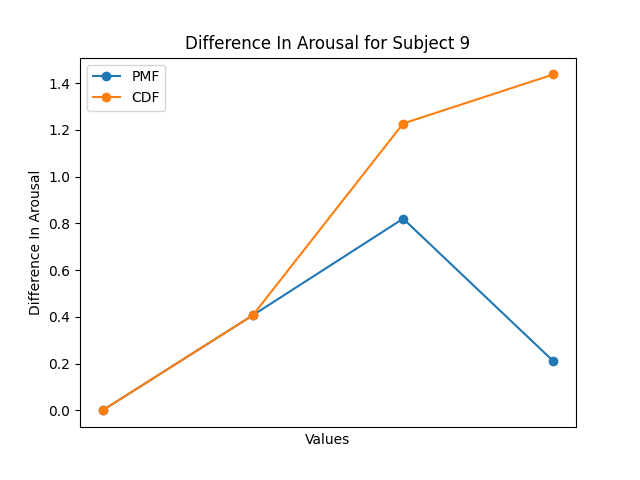 Difference In Arousal for Subject 9
PMF
CDF
1.4
1.2
1.0
0.8
0.6
0.4
0.2
0.0
Difference In Arousal
Values